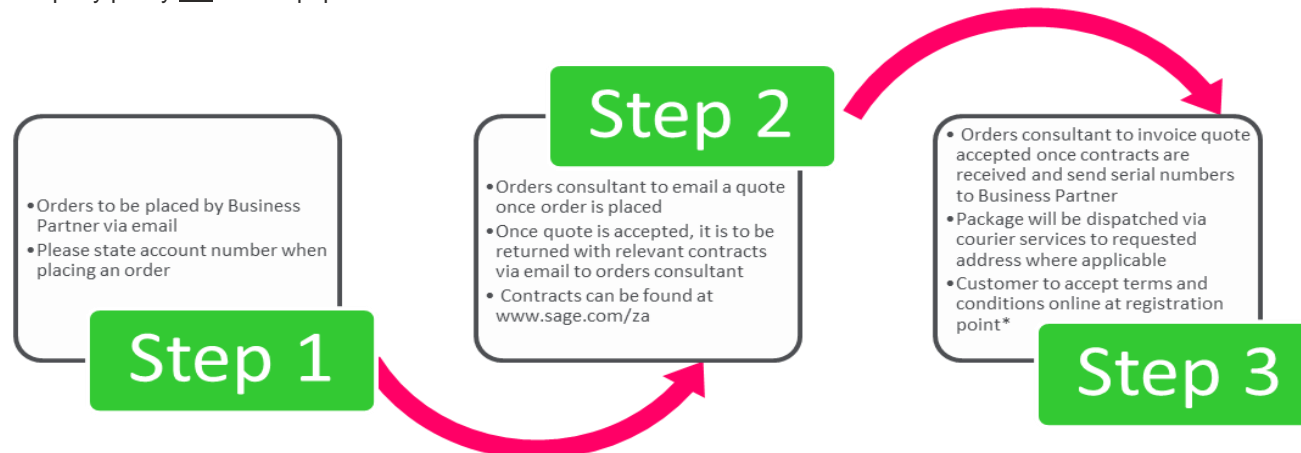 •Orders to be placed by Business
Partner via email
•Please state account number when
placing an order
Step 1
Step 2
•Orders consultant to email a quote
once order is placed
•Once quote is accepted, it is to be
returned with relevant contracts
via email to orders consultant
• Contracts can be found at
www.sage.com/za
• Orders consultant to invoice quote
accepted once contracts are
received and send serial numbers
to Business Partner
•Package will be dispatched via
courier services to requested
address where applicable
•Customer to accept terms and
conditions online at registration
point*
Step 3